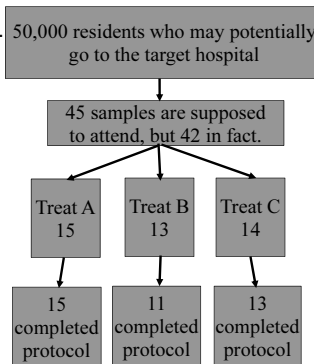 50,000 residents who may potentially
go to the target hospital
45 samples are supposed
to attend, but 42 in fact.
Treat A
15
Treat B
13
Treat C
14
15
completed
protocol
11
completed
protocol
13
completed
protocol